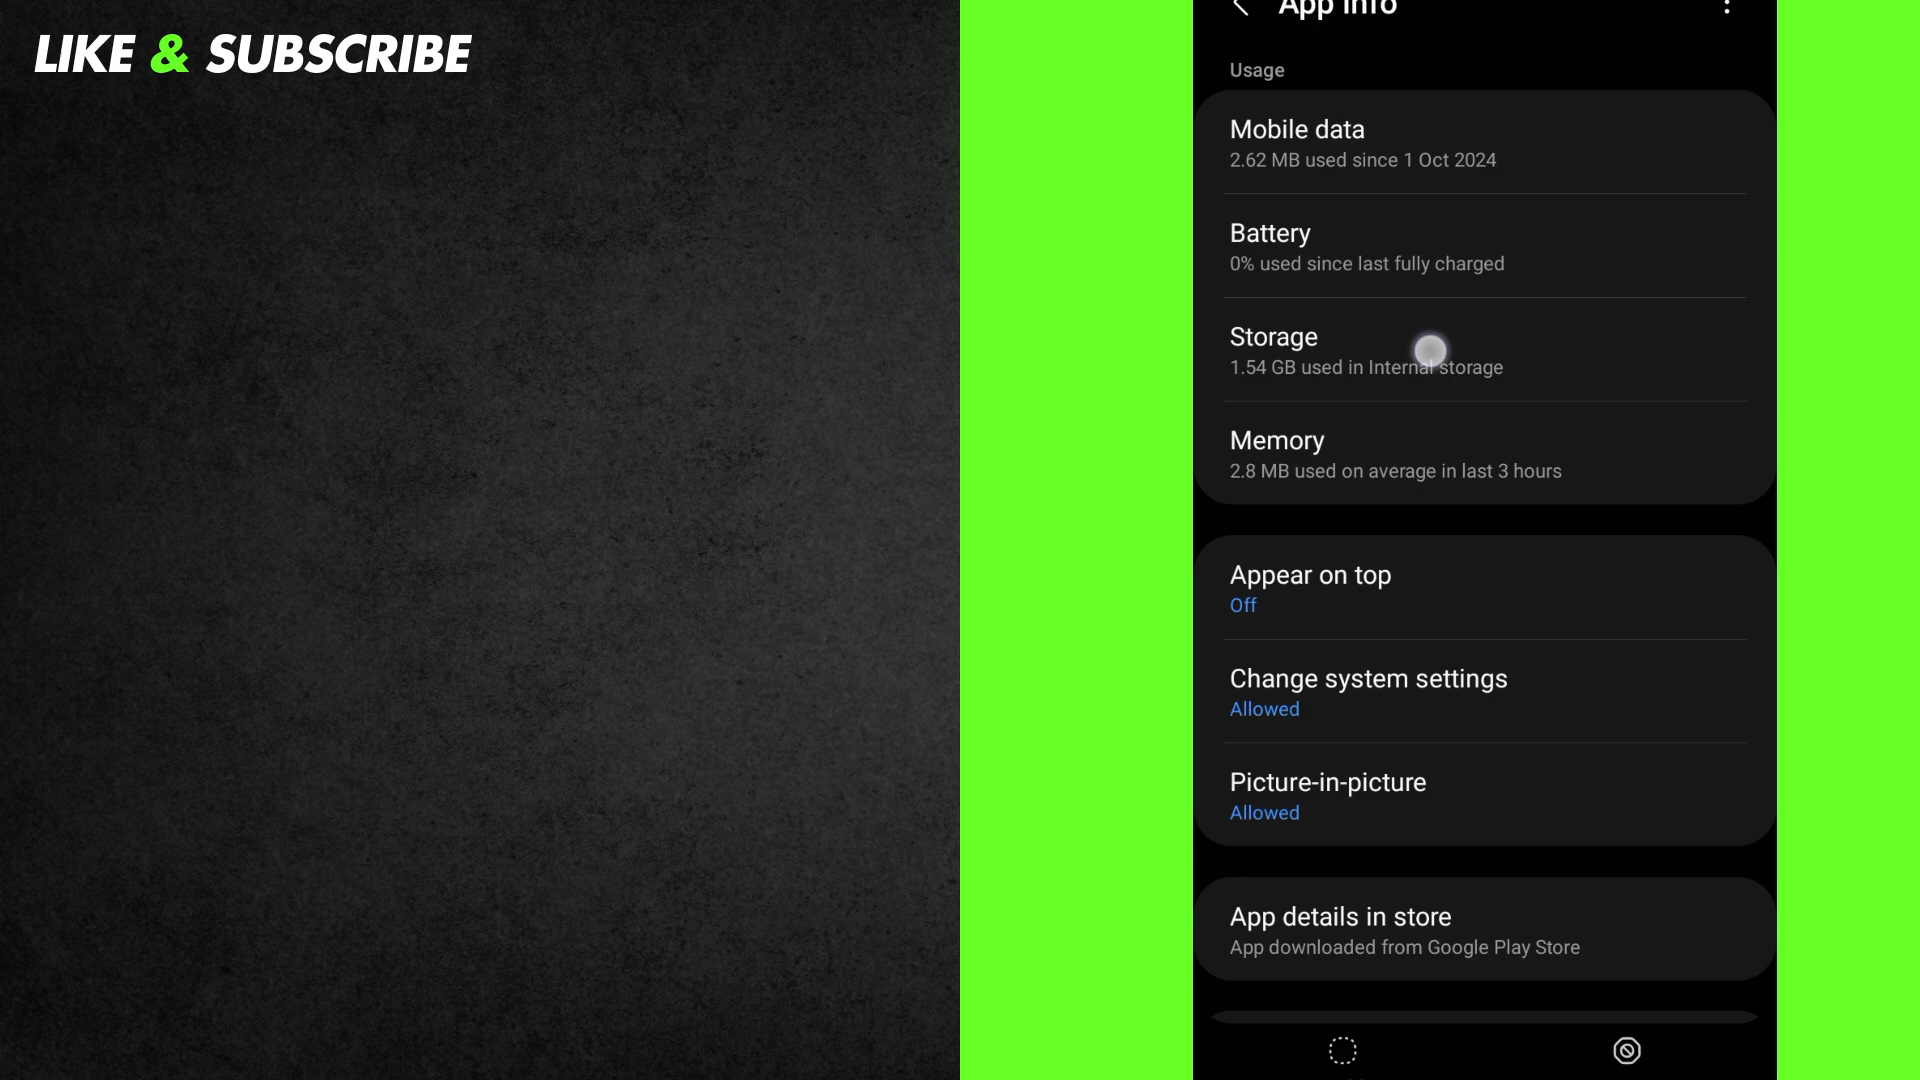 LIKE & SUBSCRIBE
App info
Usage
Mobile data
2.62 MB used since 1 Oct 2024
Battery
0% used since last fully charged
Storage
1.54 GB used in Internal storage
Memory
2.8 MB used on average in last 3 hours
Appear on top
Off
Change system settings
Allowed
Picture-in-picture
Allowed
App details in store
App downloaded from Google Play Store